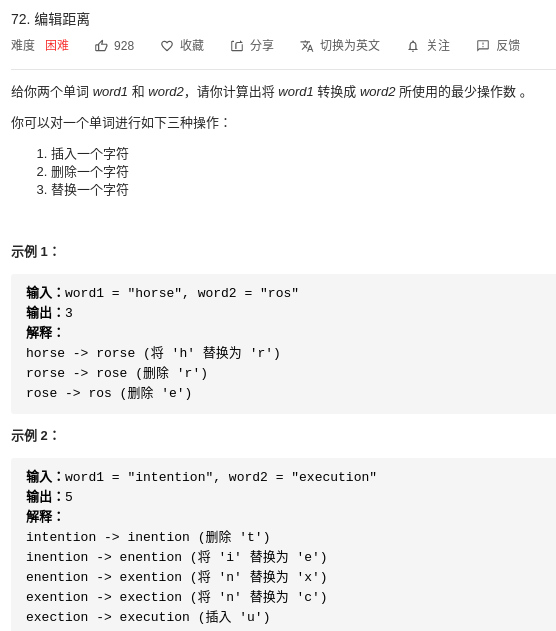 72. 编辑距离
难度 困难 928 收藏 分享 切换为英文 关注 反馈
给你两个单词 word1 和 word2，请你计算出将 word1 转换成 word2 所使用的最少操作数 。
你可以对一个单词进行如下三种操作：
1. 插入一个字符
2. 删除一个字符
3. 替换一个字符
示例 1：
输入：word1 = "horse", word2 = "ros"
输出：3
解释：
horse -> rorse (将 'h' 替换为 'r')
rorse -> rose (删除 'r')
rose -> ros (删除 'e')
示例 2：
输入：word1 = "intention", word2 = "execution"
输出：5
解释：
intention -> inention (删除 't')
inention -> enention (将 'i' 替换为 'e')
enention -> exention (将 'n' 替换为 'x')
exention -> exection (将 'n' 替换为 'c')
exection -> execution (插入 'u')